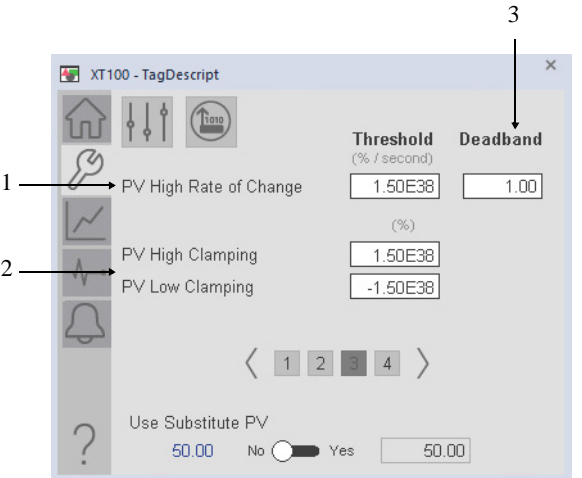 3
XT100 - TagDescript
1010
Threshold Deadband
(% / second)
1 PV High Rate of Change 1.50E38 1.00
(%)
PV High Clamping 1.50E38
2
PV Low Clamping -1.50E38
1 2 3 4
Use Substitute PV
? 50.00 No Yes 50.00